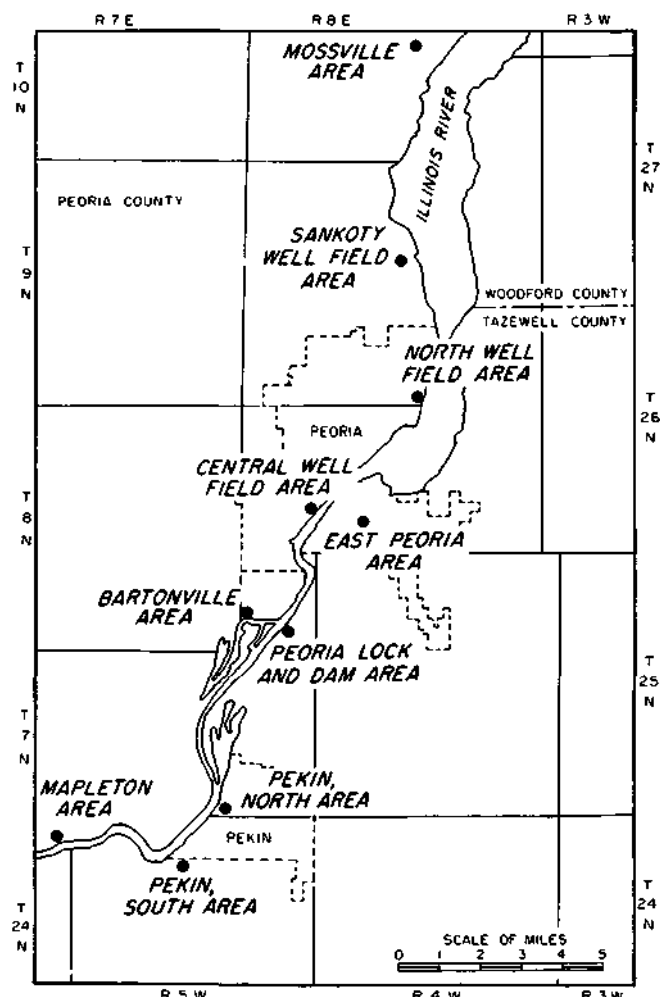 R 7 E
R 8 E
R 3 W
MOSSVILLE
AREA
T
10
N
ILLINOIS RIVER
T
27
N
PEORIA COUNTY
SANKOTY
WELL FIELD
AREA
T
9
N
WOODFORD COUNTY
TAZEWELL COUNTY
NORTH WELL
FIELD AREA
T
26
N
PEORIA
CENTRAL WELL
FIELD AREA
T
8
N
EAST PEORIA
AREA
BARTONVILLE
AREA
PEORIA LOCK
AND DAM AREA
T
25
N
T
7
N
MAPLETON
AREA
PEKIN,
NORTH AREA
PEKIN
PEKIN,
SOUTH AREA
T
24
N
T
24
N
SCALE OF MILES
0 1 2 3 4 5
R 5 W
R 4 W
R 3 W